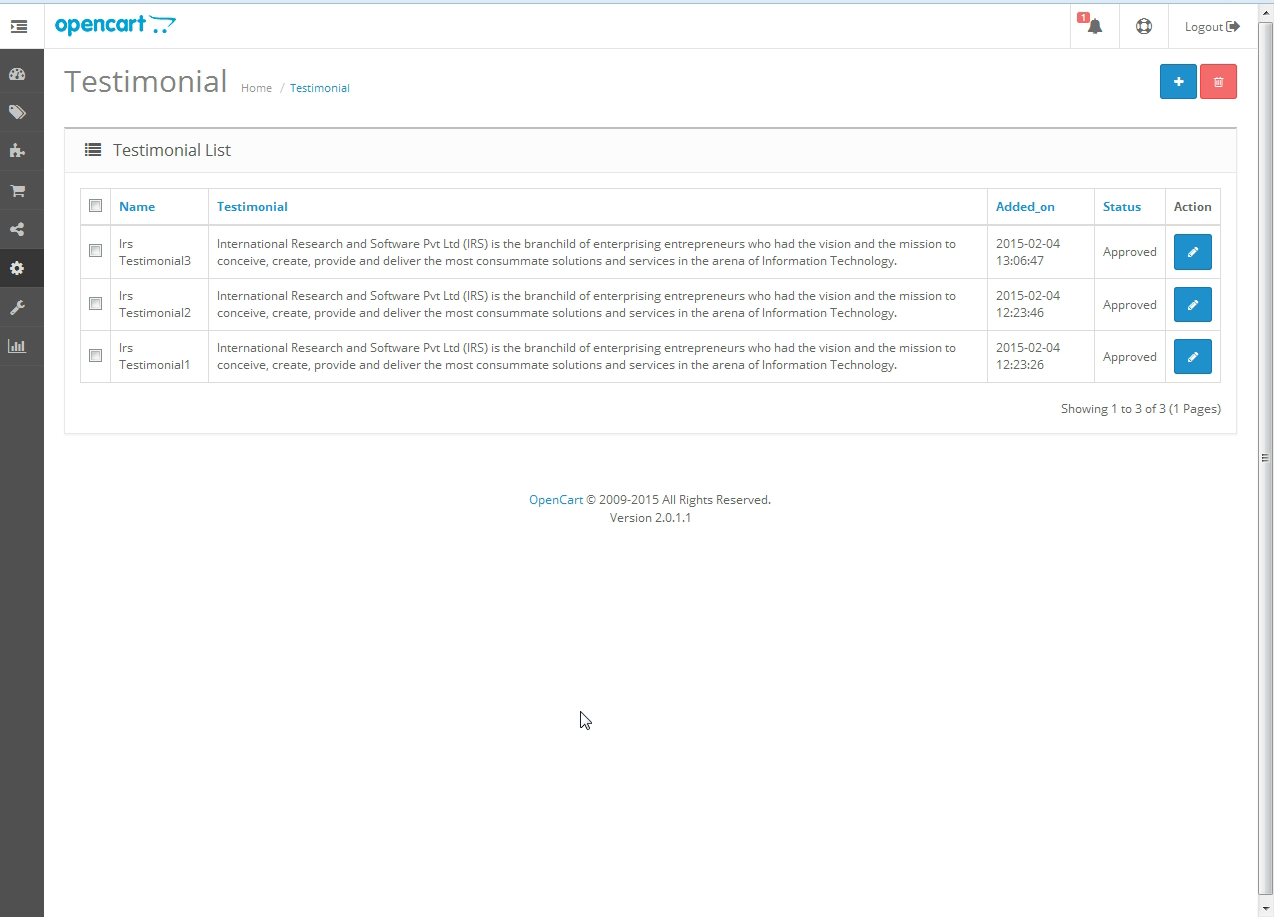 opencart
1
Logout
Testimonial
Home / Testimonial
Testimonial List
Name Testimonial Added_on Status Action
Irs
Testimonial3
International Research and Software Pvt Ltd (IRS) is the branchild of enterprising entrepreneurs who had the vision and the mission to
conceive, create, provide and deliver the most consummate solutions and services in the arena of Information Technology.
2015-02-04
13:06:47
Approved
Irs
Testimonial2
International Research and Software Pvt Ltd (IRS) is the branchild of enterprising entrepreneurs who had the vision and the mission to
conceive, create, provide and deliver the most consummate solutions and services in the arena of Information Technology.
2015-02-04
12:23:46
Approved
Irs
Testimonial1
International Research and Software Pvt Ltd (IRS) is the branchild of enterprising entrepreneurs who had the vision and the mission to
conceive, create, provide and deliver the most consummate solutions and services in the arena of Information Technology.
2015-02-04
12:23:26
Approved
Showing 1 to 3 of 3 (1 Pages)
OpenCart © 2009-2015 All Rights Reserved.
Version 2.0.1.1